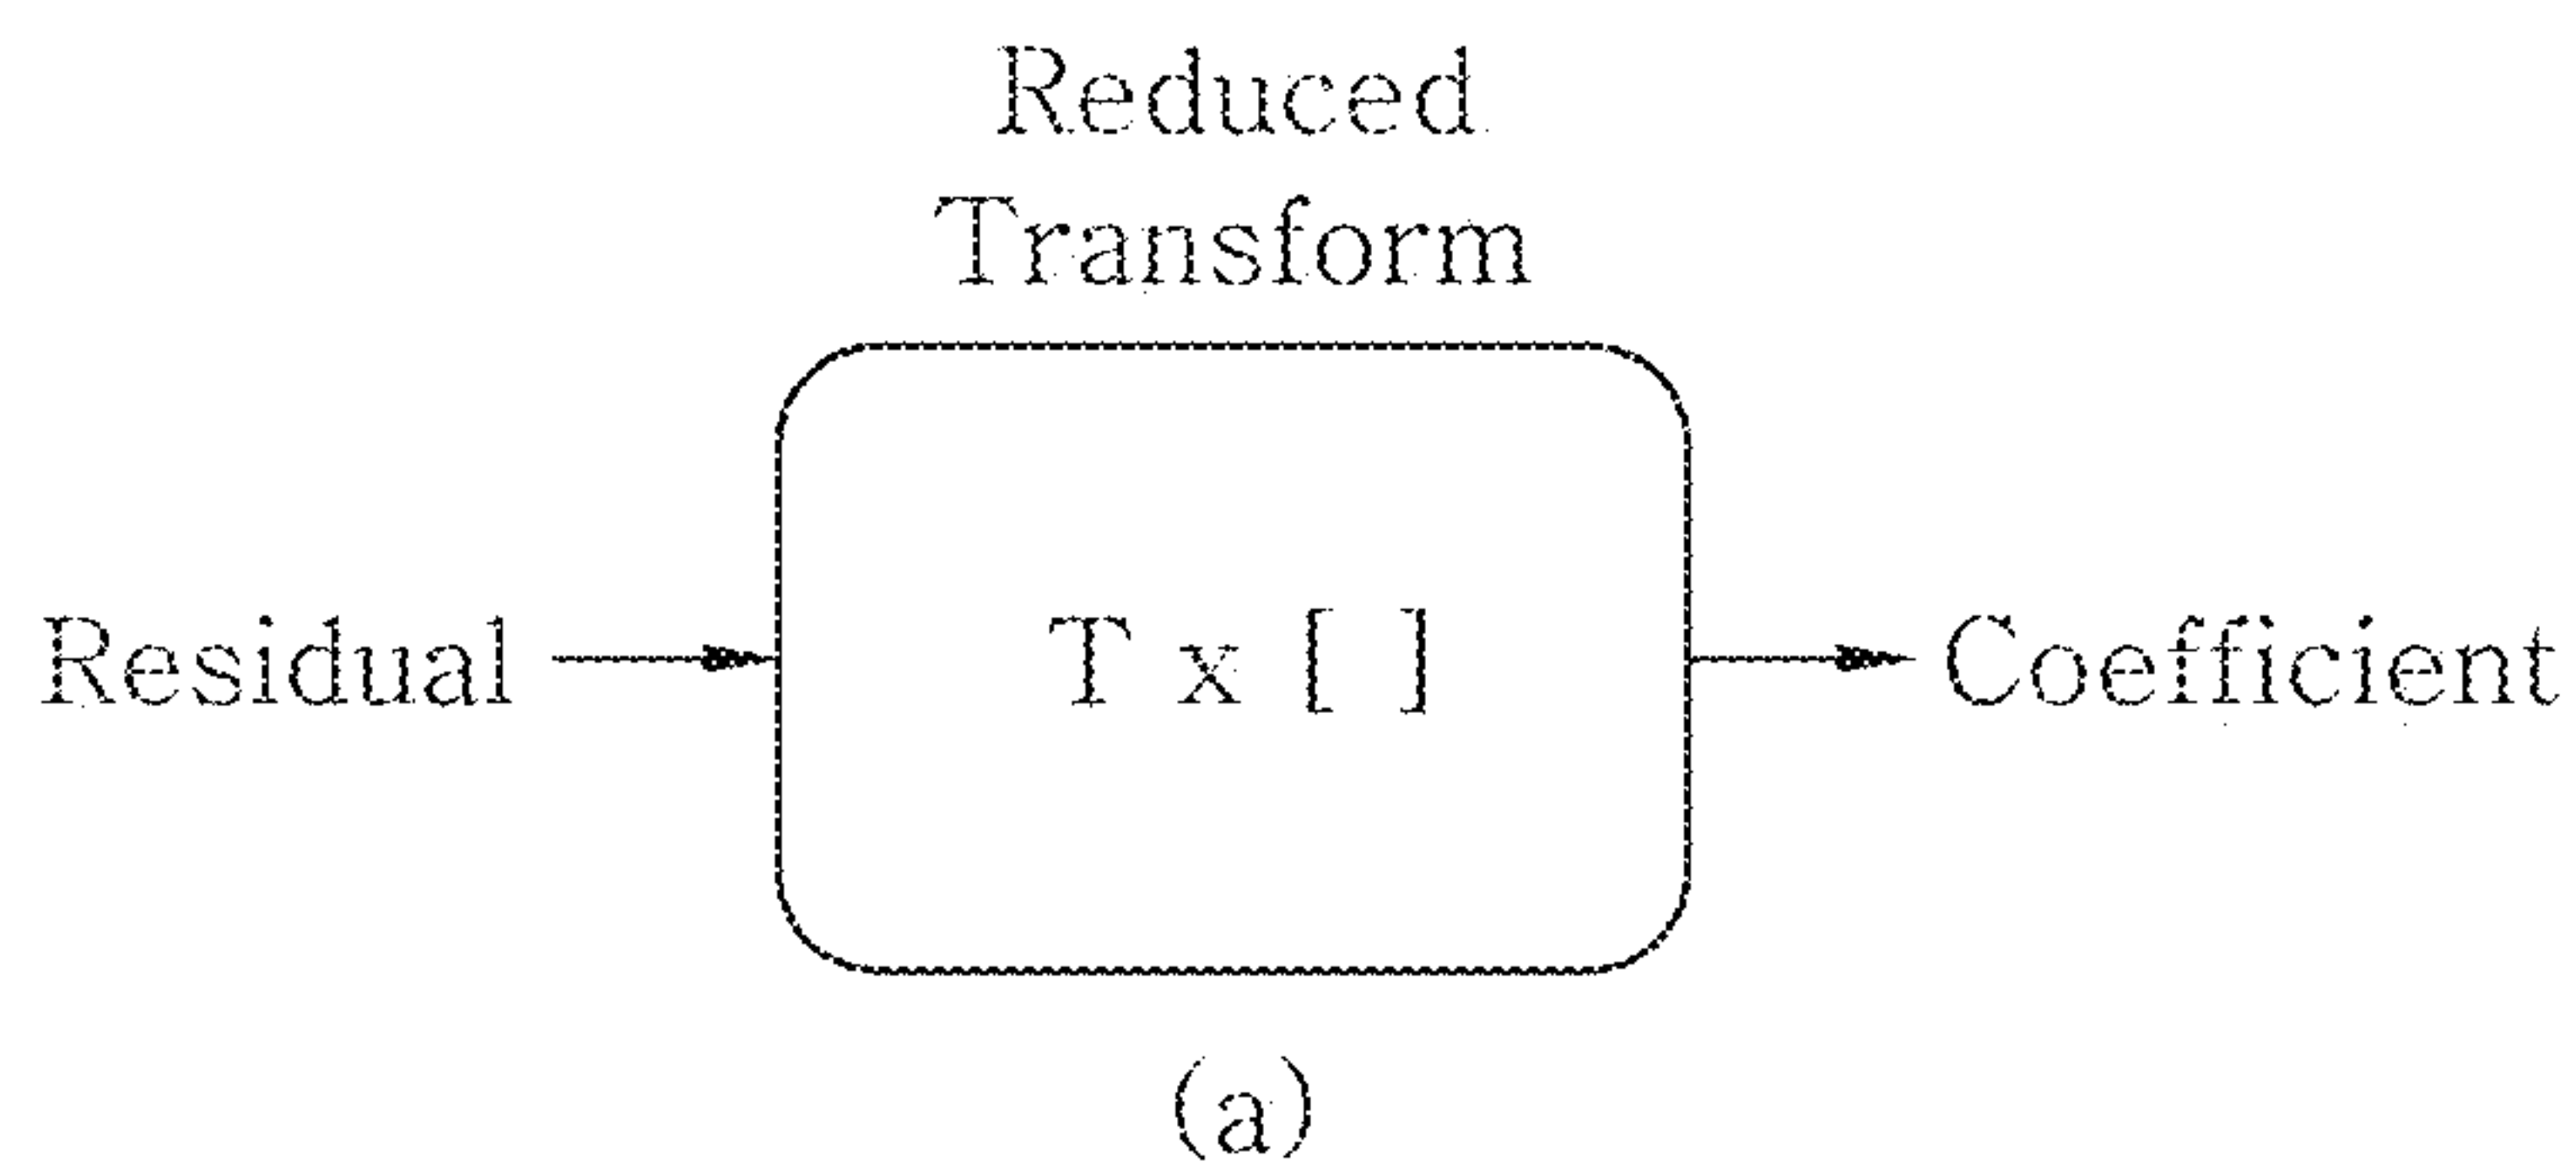 Reduced
Transform
Residual
T x [ ]
Coefficient
(a)